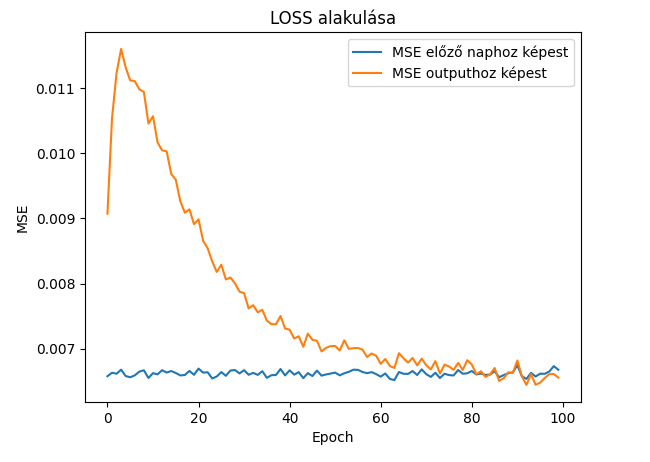 LOSS alakulása
MSE előző naphoz képest
MSE outputhoz képest
MSE
0.011
0.010
0.009
0.008
0.007
0 20 40 60 80 100
Epoch